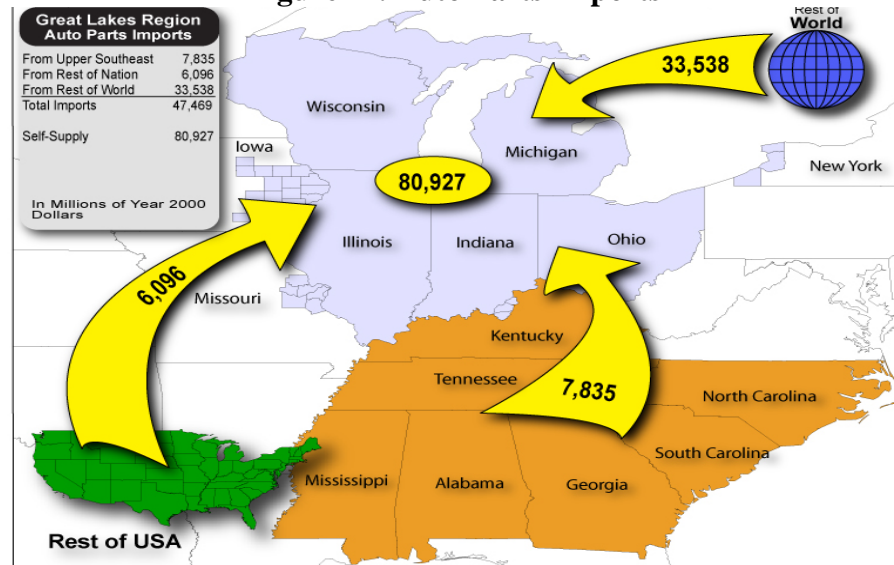 Great Lakes Region
Auto Parts Imports
From Upper Southeast 7,835
From Rest of Nation 6,096
From Rest of World 33,538
Total Imports 47,469
Self-Supply 80,927
In Millions of Year 2000
Dollars
Rest of
World
33,538
Wisconsin
Michigan
Iowa
New York
80,927
Illinois
Indiana
Ohio
6,096
Missouri
Kentucky
Tennessee
7,835
North Carolina
South Carolina
Mississippi
Alabama
Georgia
Rest of USA